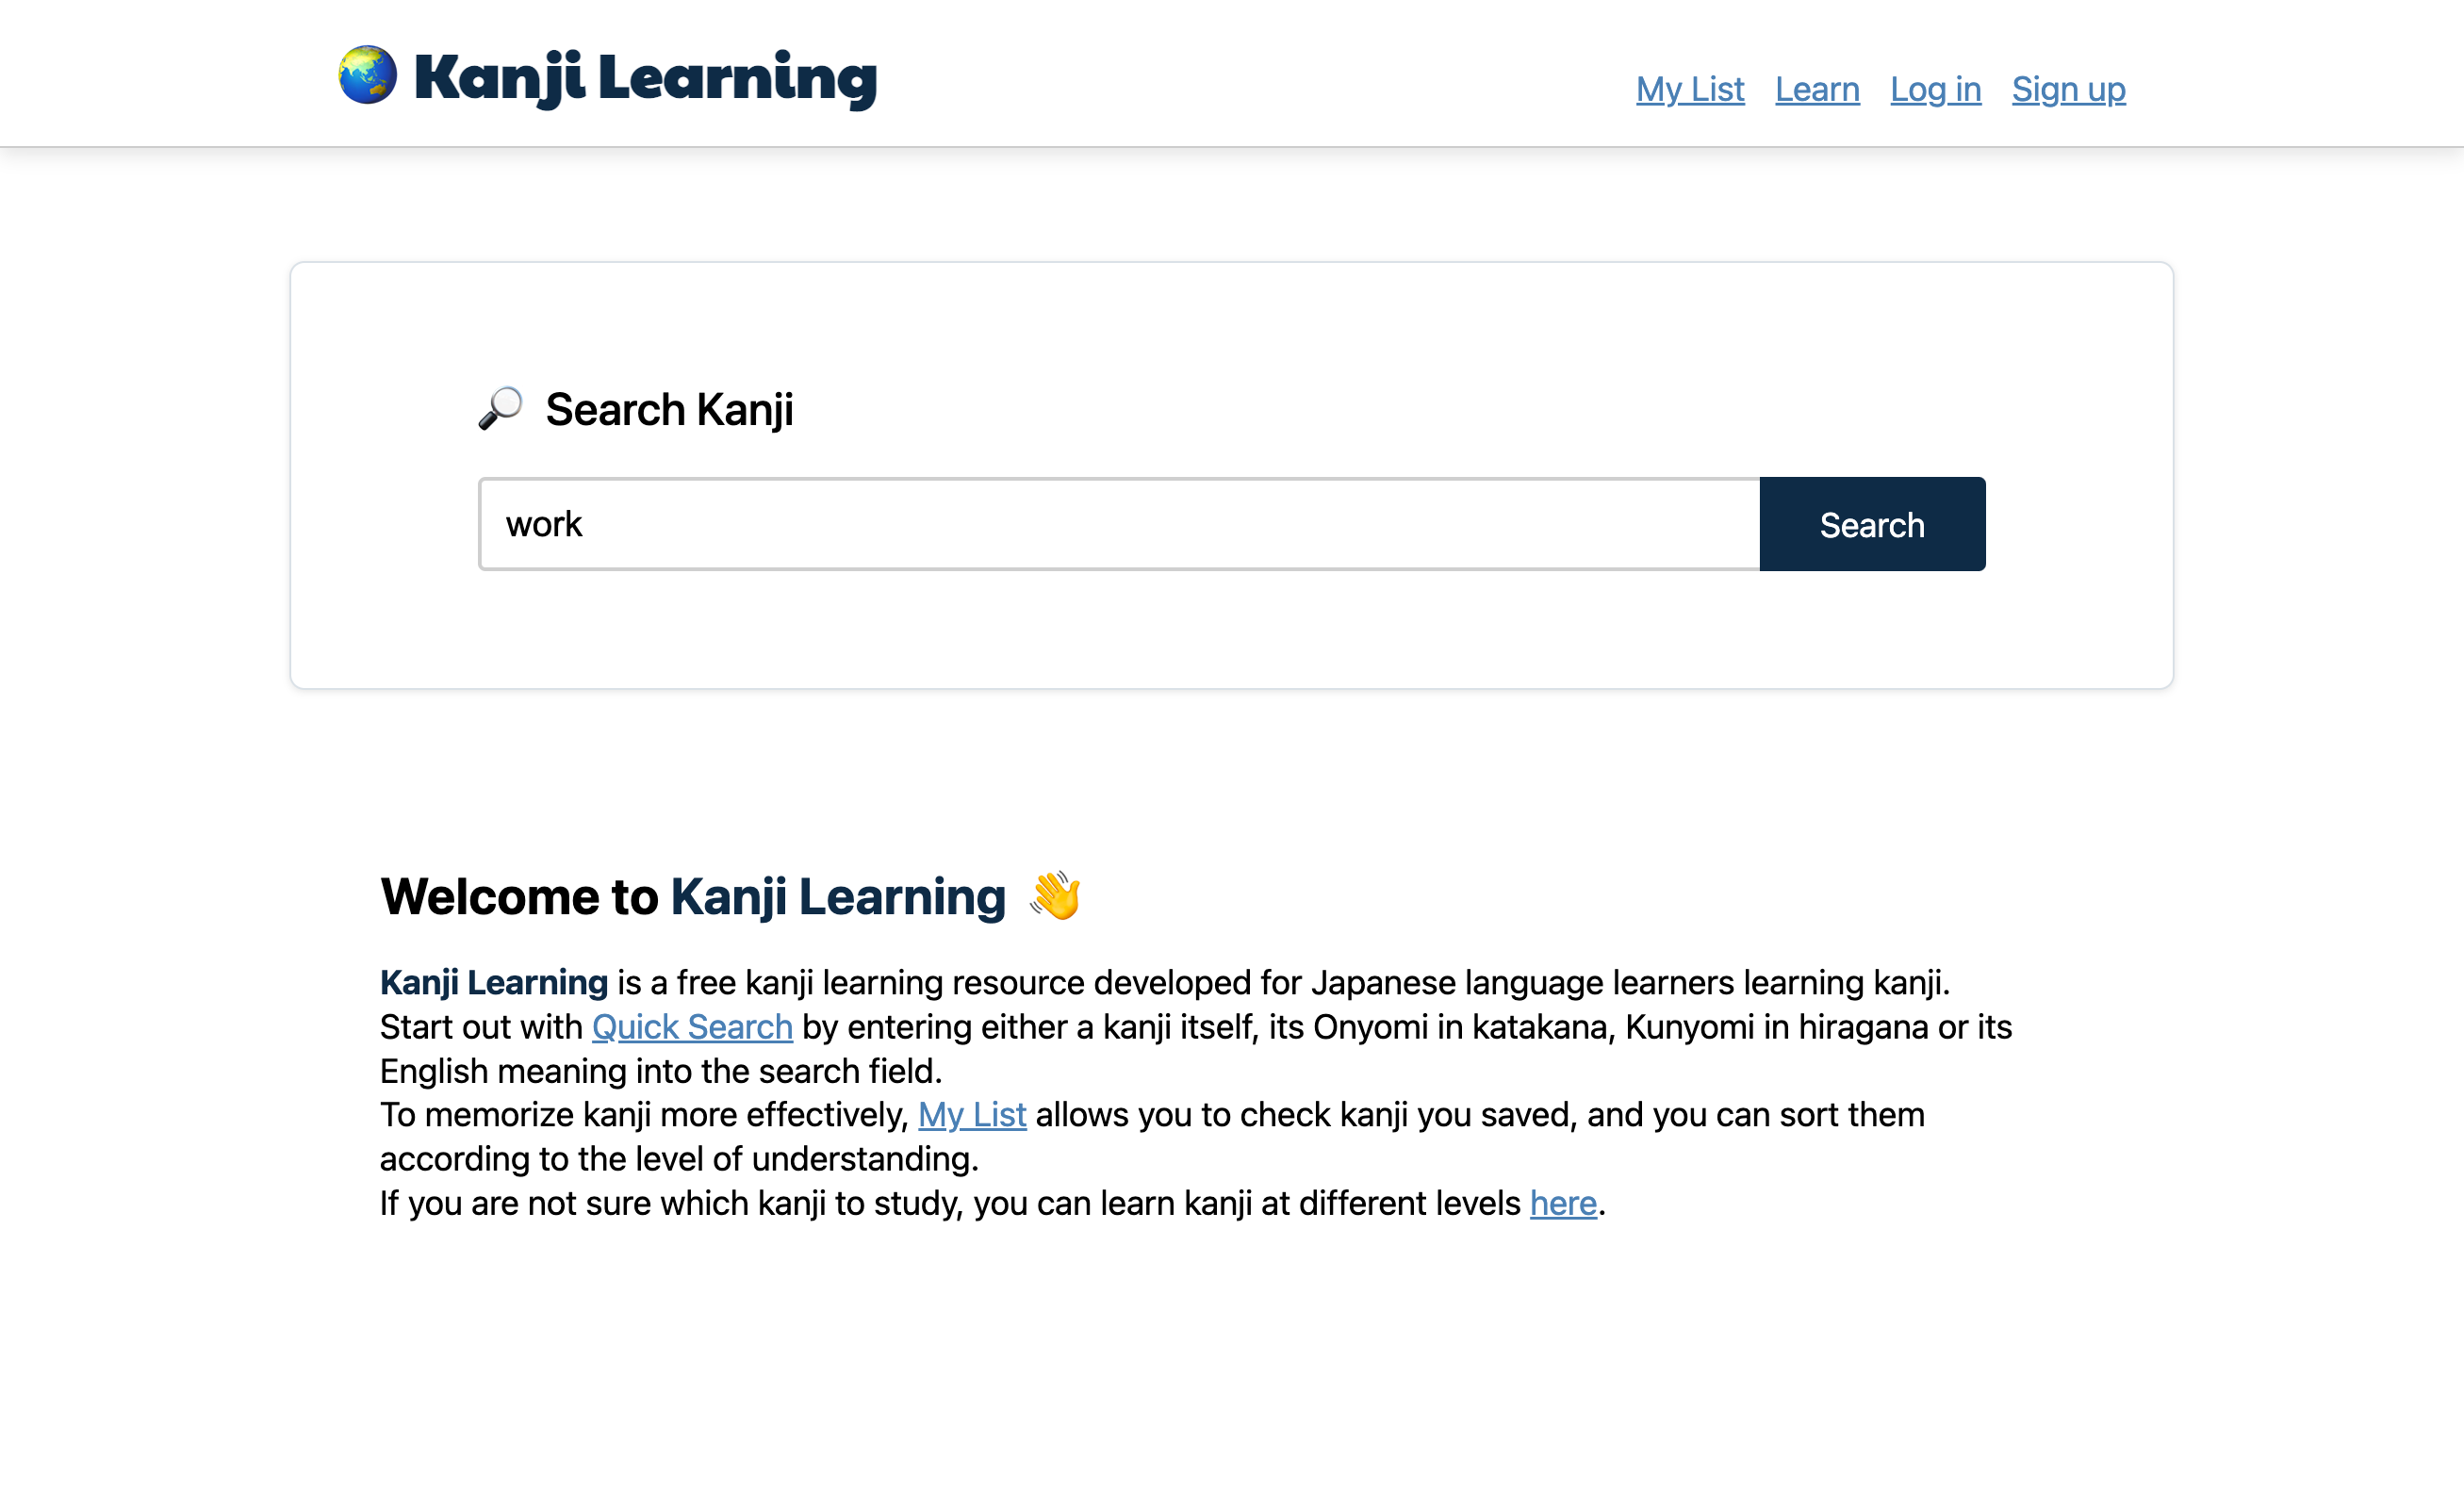 Kanji Learning
My List Learn Log in Sign up
Search Kanji
work
Search
Welcome to Kanji Learning
Kanji Learning is a free kanji learning resource developed for Japanese language learners learning kanji.
Start out with Quick Search by entering either a kanji itself, its Onyomi in katakana, Kunyomi in hiragana or its
English meaning into the search field.
To memorize kanji more effectively, My List allows you to check kanji you saved, and you can sort them
according to the level of understanding.
If you are not sure which kanji to study, you can learn kanji at different levels here.